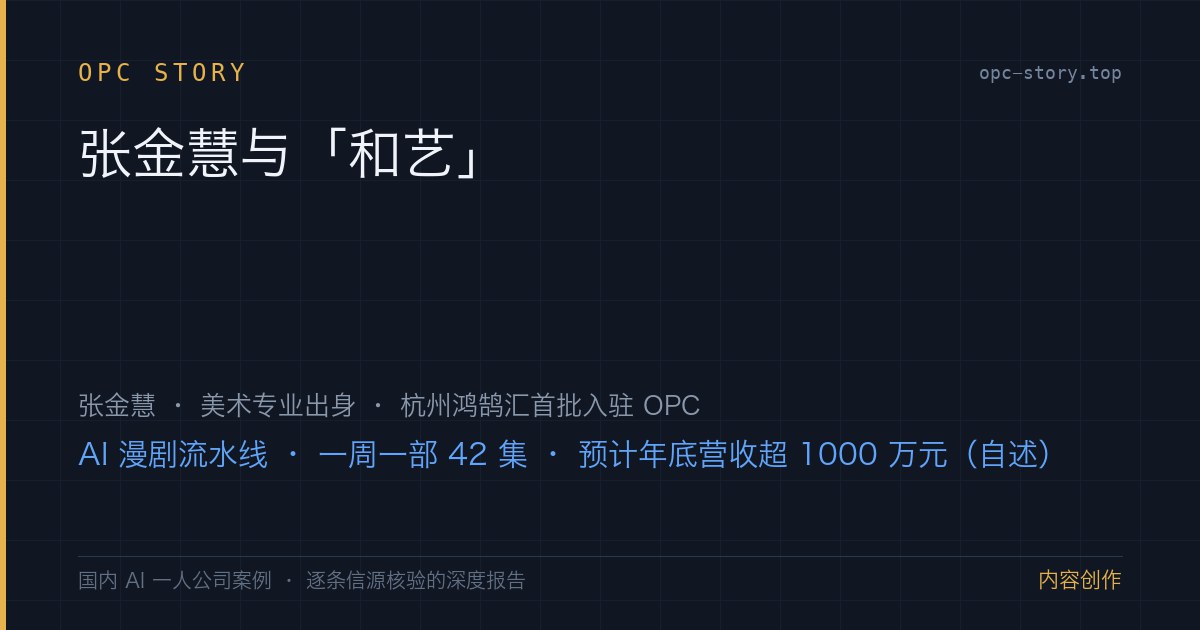 OPC STORY
opc-story.top
张金慧与「和艺」
张金慧 · 美术专业出身 · 杭州鸿鹄汇首批入驻 OPC
AI 漫剧流水线 · 一周一部 42 集 · 预计年底营收超 1000 万元（自述）
国内 AI 一人公司案例 · 逐条信源核验的深度报告
内容创作